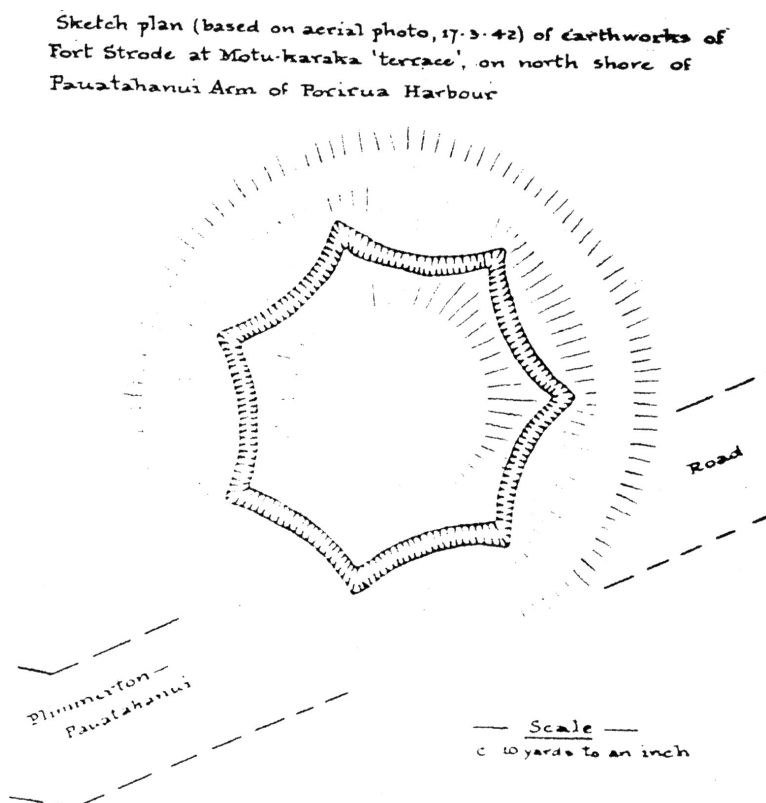 Sketch plan (based on aerial photo, 17·3·42) of earthworks of
Fort Strode at Motu-karaka 'terrace', on north shore of
Pauatahanui Arm of Porirua Harbour
Road
Plimmerton—
Pauatahanui
— Scale —
c 10 yards to an inch